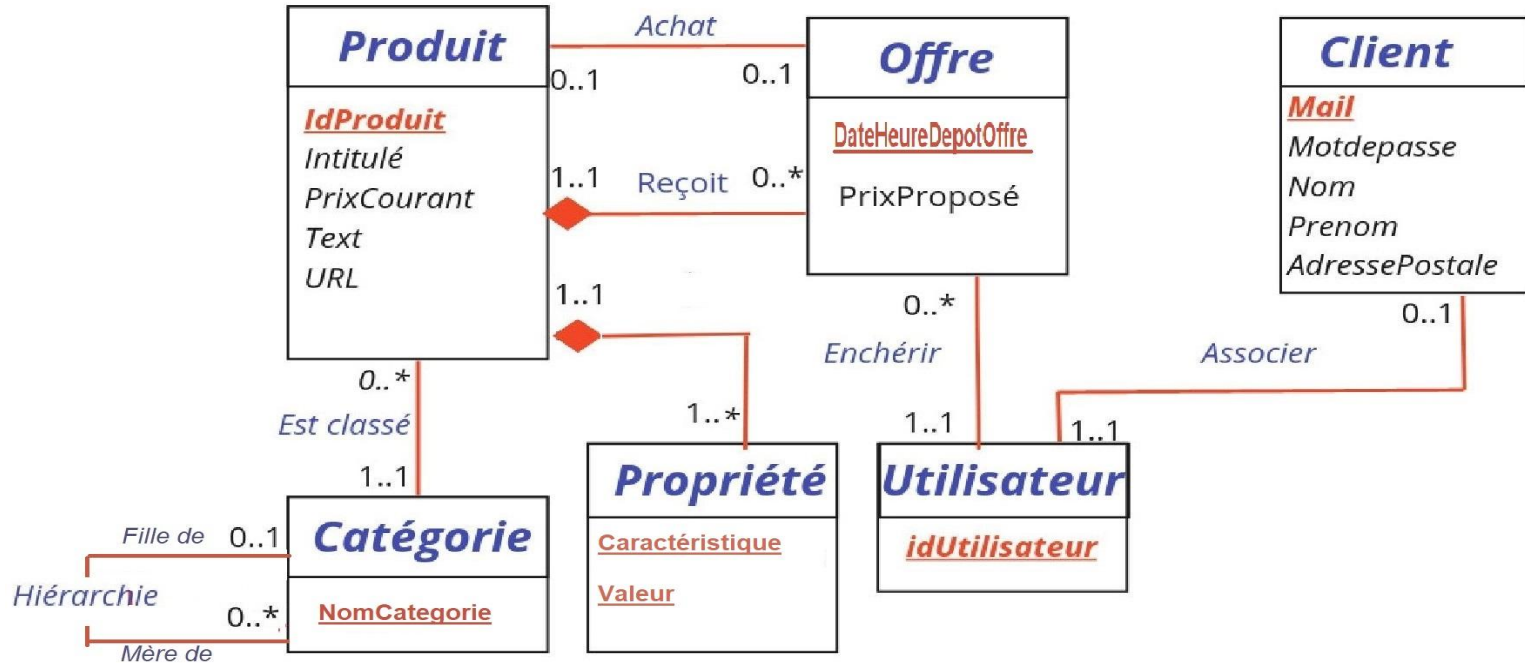 Produit
IdProduit
Intitulé
PrixCourant
Text
URL
Achat
0..1
0..1
Offre
DateHeureDepotOffre
PrixProposé
Client
Mail
Motdepasse
Nom
Prenom
AdressePostale
1..1
Reçoit
0..*
1..1
1..*
0..*
Enchérir
1..1
0..1
Associer
1..1
0..*
Est classé
1..1
Propriété
Caractéristique
Valeur
Utilisateur
idUtilisateur
Catégorie
NomCategorie
Fille de
0..1
Hiérarchie
0..*
Mère de